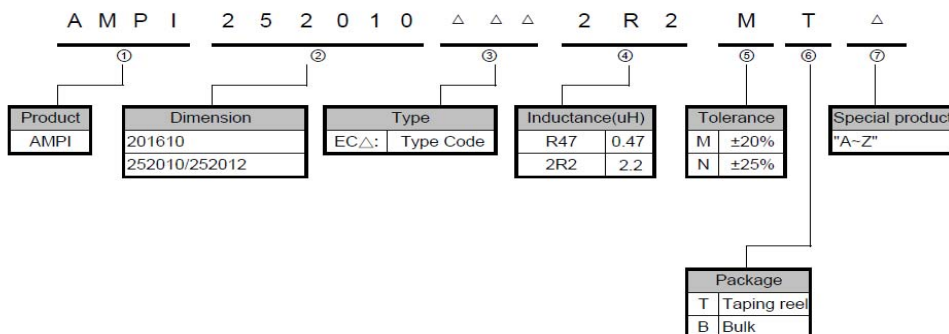 A M P I 2 5 2 0 1 0 △ △ △ 2 R 2 M T △
① ② ③ ④ ⑤ ⑥ ⑦
Product Dimension Type Inductance(uH) Tolerance Special product
AMPI 201610 EC△: Type Code R47 0.47 M ±20% "A~Z"
252010/252012 2R2 2.2 N ±25%
Package
T Taping reel
B Bulk